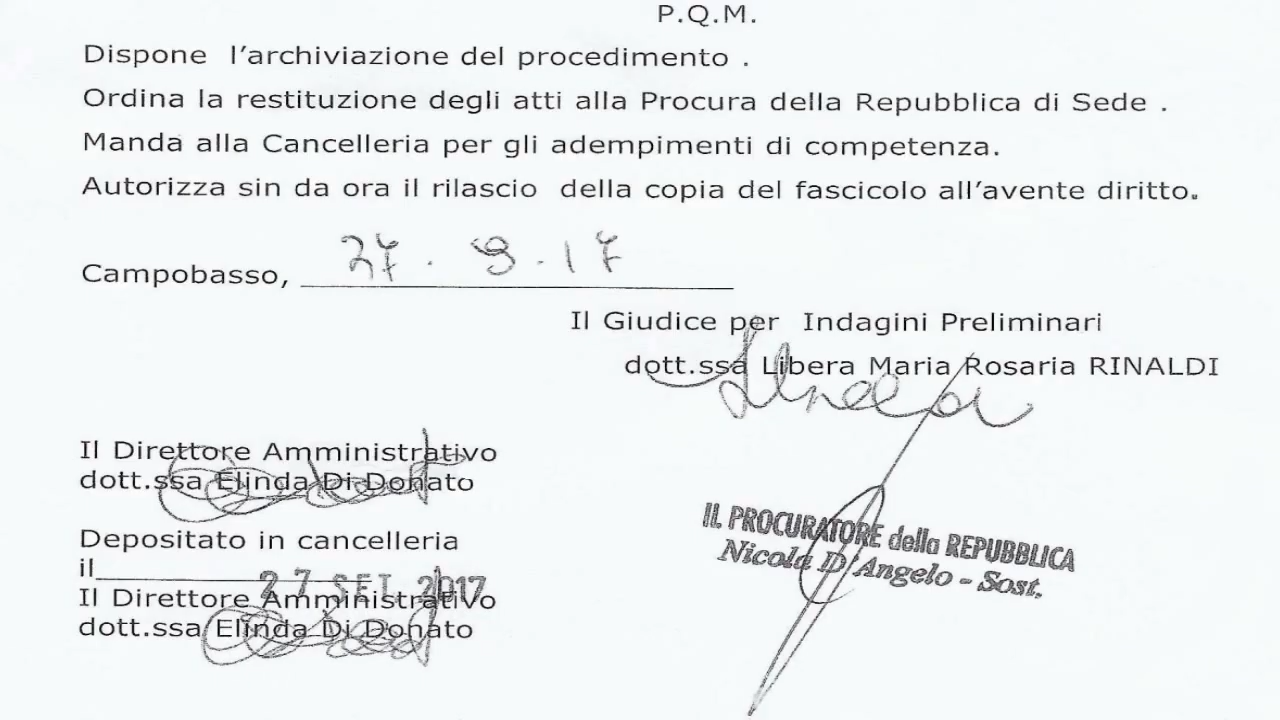 P.Q.M.
Dispone l'archiviazione del procedimento .
Ordina la restituzione degli atti alla Procura della Repubblica di Sede .
Manda alla Cancelleria per gli adempimenti di competenza.
Autorizza sin da ora il rilascio della copia del fascicolo all'avente diritto.
Campobasso, 27 . 9 . 17
Il Giudice per Indagini Preliminari
dott.ssa Libera Maria Rosaria RINALDI
Il Direttore Amministrativo
dott.ssa Elinda Di Donato
IL PROCURATORE della REPUBBLICA
Nicola D'Angelo - Sost.
Depositato in cancelleria
il 27 SET. 2017
Il Direttore Amministrativo
dott.ssa Elinda Di Donato